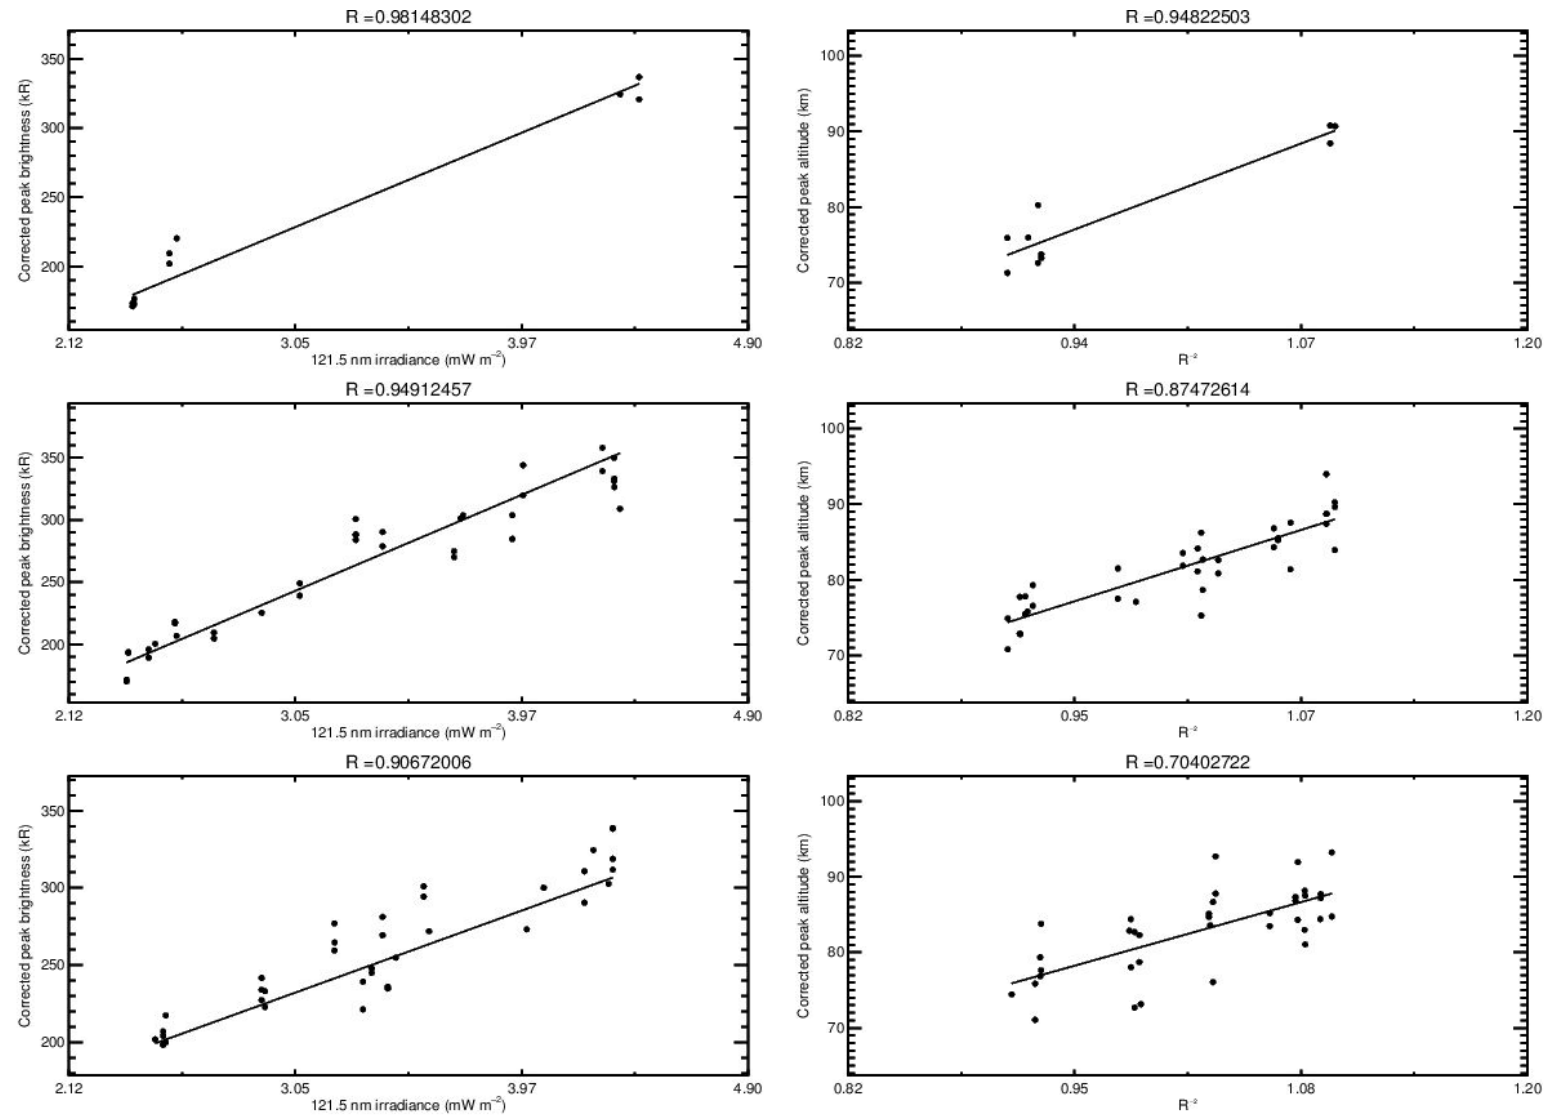 R =0.98148302
Corrected peak brightness (kR)
350
300
250
200
2.12
3.05
3.97
4.90
121.5 nm irradiance (mW m⁻²)
R =0.94822503
Corrected peak altitude (km)
100
90
80
70
0.82
0.94
1.07
1.20
R⁻²
R =0.94912457
Corrected peak brightness (kR)
350
300
250
200
2.12
3.05
3.97
4.90
121.5 nm irradiance (mW m⁻²)
R =0.87472614
Corrected peak altitude (km)
100
90
80
70
0.82
0.95
1.07
1.20
R⁻²
R =0.90672006
Corrected peak brightness (kR)
350
300
250
200
2.12
3.05
3.97
4.90
121.5 nm irradiance (mW m⁻²)
R =0.70402722
Corrected peak altitude (km)
100
90
80
70
0.82
0.95
1.08
1.20
R⁻²